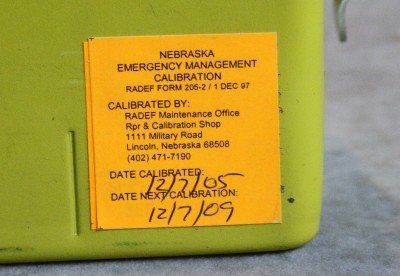 NEBRASKA
EMERGENCY MANAGEMENT
CALIBRATION
RADEF FORM 205-2 / 1 DEC 97
CALIBRATED BY:
RADEF Maintenance Office
Rpr & Calibration Shop
1111 Military Road
Lincoln, Nebraska 68508
(402) 471-7190
DATE CALIBRATED:
12/7/05
DATE NEXT CALIBRATION:
12/7/09